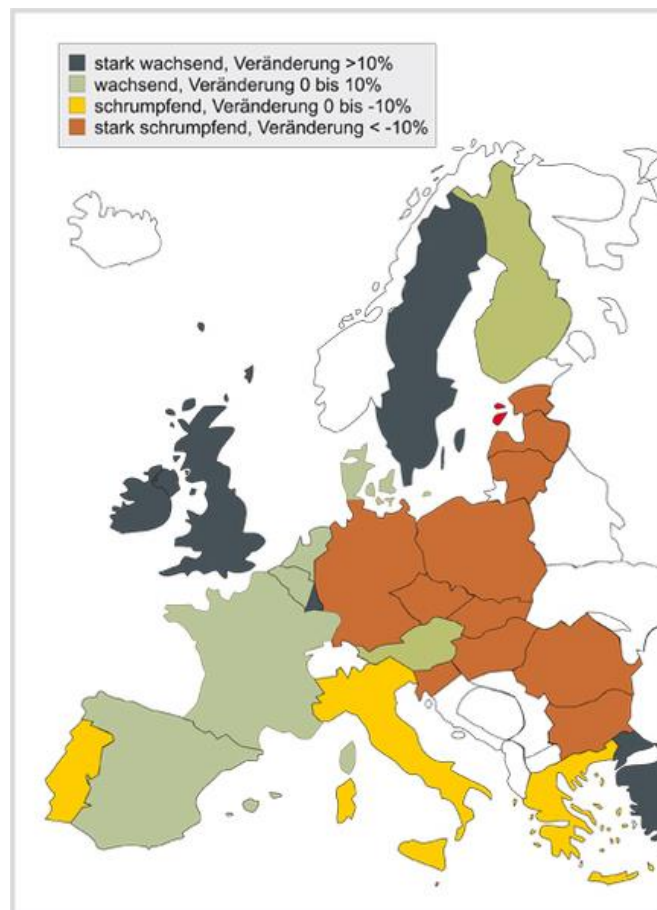 stark wachsend, Veränderung >10%
wachsend, Veränderung 0 bis 10%
schrumpfend, Veränderung 0 bis -10%
stark schrumpfend, Veränderung < -10%